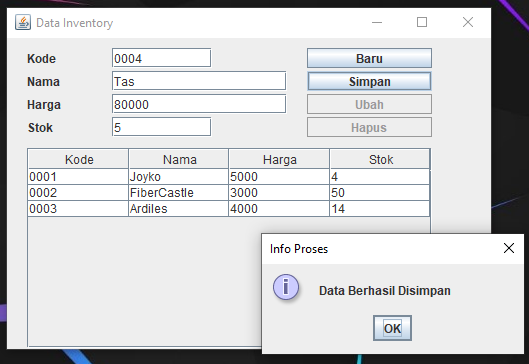 Data Inventory
Kode 0004 Baru
Nama Tas Simpan
Harga 80000 Ubah
Stok 5 Hapus
Kode Nama Harga Stok
0001 Joyko 5000 4
0002 FiberCastle 3000 50
0003 Ardiles 4000 14
Info Proses
i Data Berhasil Disimpan
OK